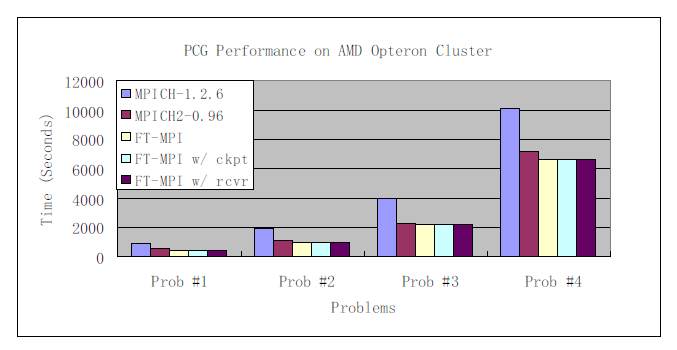 PCG Performance on AMD Opteron Cluster
12000
10000
8000
6000
4000
2000
0
Time (Seconds)
MPICH-1.2.6
MPICH2-0.96
FT-MPI
FT-MPI w/ ckpt
FT-MPI w/ rcvr
Prob #1
Prob #2
Prob #3
Prob #4
Problems